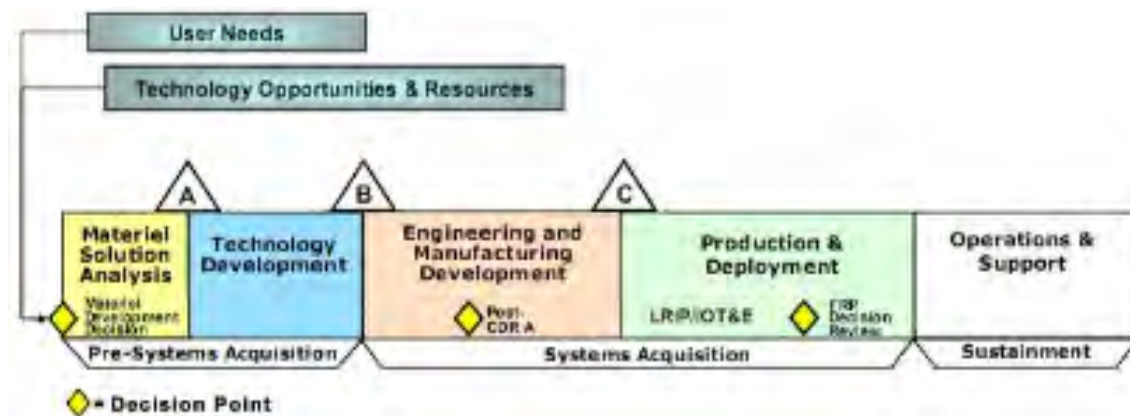 User Needs
Technology Opportunities & Resources
A
B
C
Materiel
Solution
Analysis
Technology
Development
Engineering and
Manufacturing
Development
Production &
Deployment
Operations &
Support
Material
Development
Decision
Post-
CDR A
LRIP/IOT&E
FRP
Decision
Review
Pre-Systems Acquisition
Systems Acquisition
Sustainment
= Decision Point